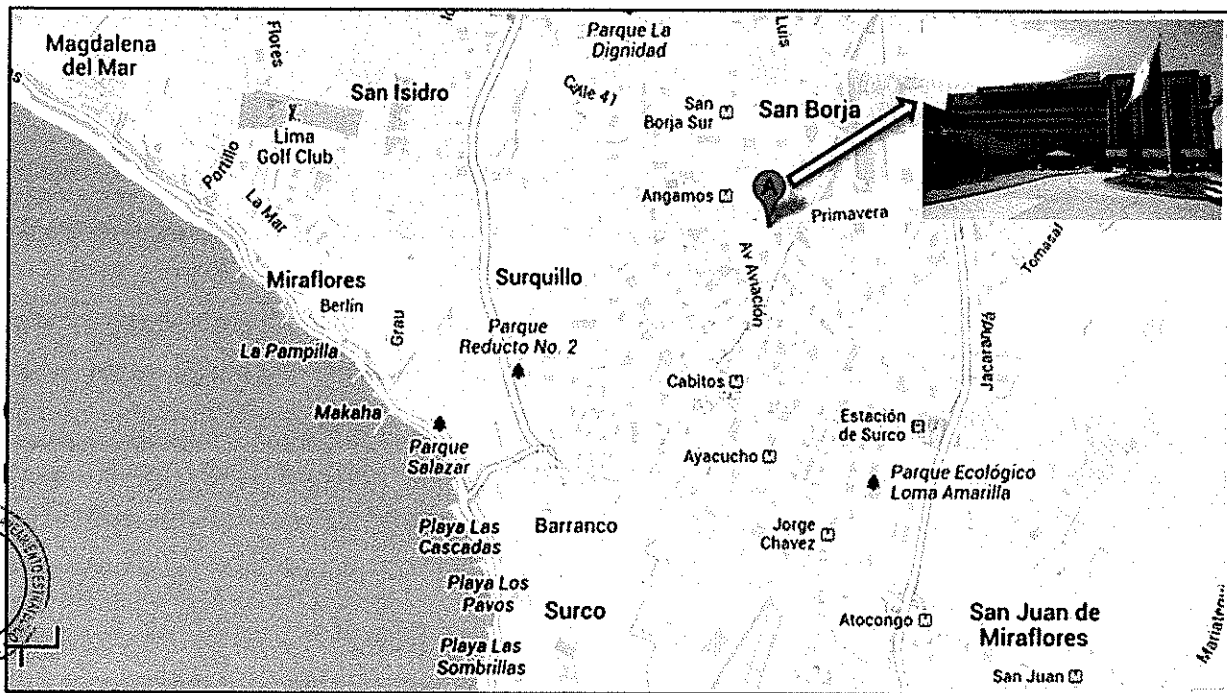 Magdalena
del Mar
Flores
Parque La
Dignidad
Luis
San Isidro
Calle 41
San
Borja Sur M
San Borja
Lima
Golf Club
Portillo
La Mar
Angamos M
A
Primavera
Av Aviación
Tomasal
Miraflores
Berlín
Surquillo
Grau
Parque
Reducto No. 2
La Pampilla
Jacarandá
Makaha
Cabitos M
Parque
Salazar
Estación
de Surco
Ayacucho M
Parque Ecológico
Loma Amarilla
Playa Las
Cascadas
Barranco
Jorge
Chavez M
Playa Los
Pavos
Surco
Atocongo M
San Juan de
Miraflores
Playa Las
Sombrillas
San Juan M